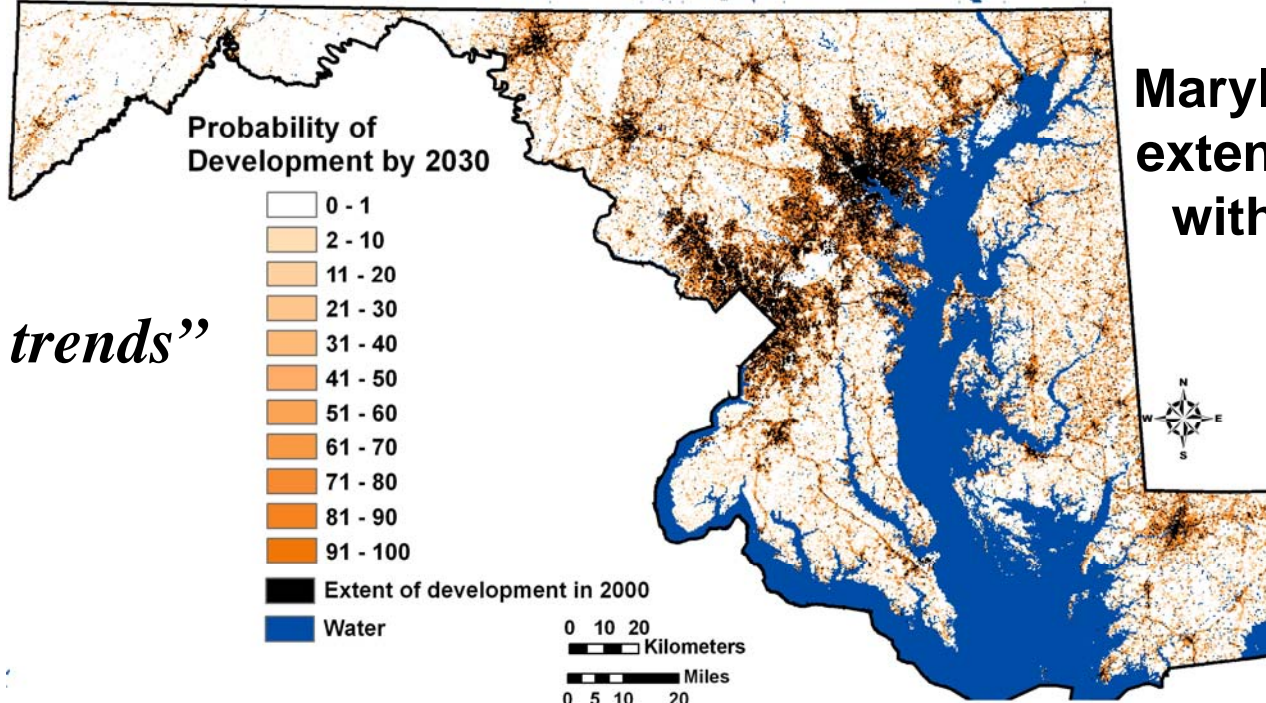 Maryl
exten
with
trends”
Probability of
Development by 2030
0 - 1
2 - 10
11 - 20
21 - 30
31 - 40
41 - 50
51 - 60
61 - 70
71 - 80
81 - 90
91 - 100
Extent of development in 2000
Water
0 10 20
Kilometers
Miles
0 5 10 20
N
W E
S